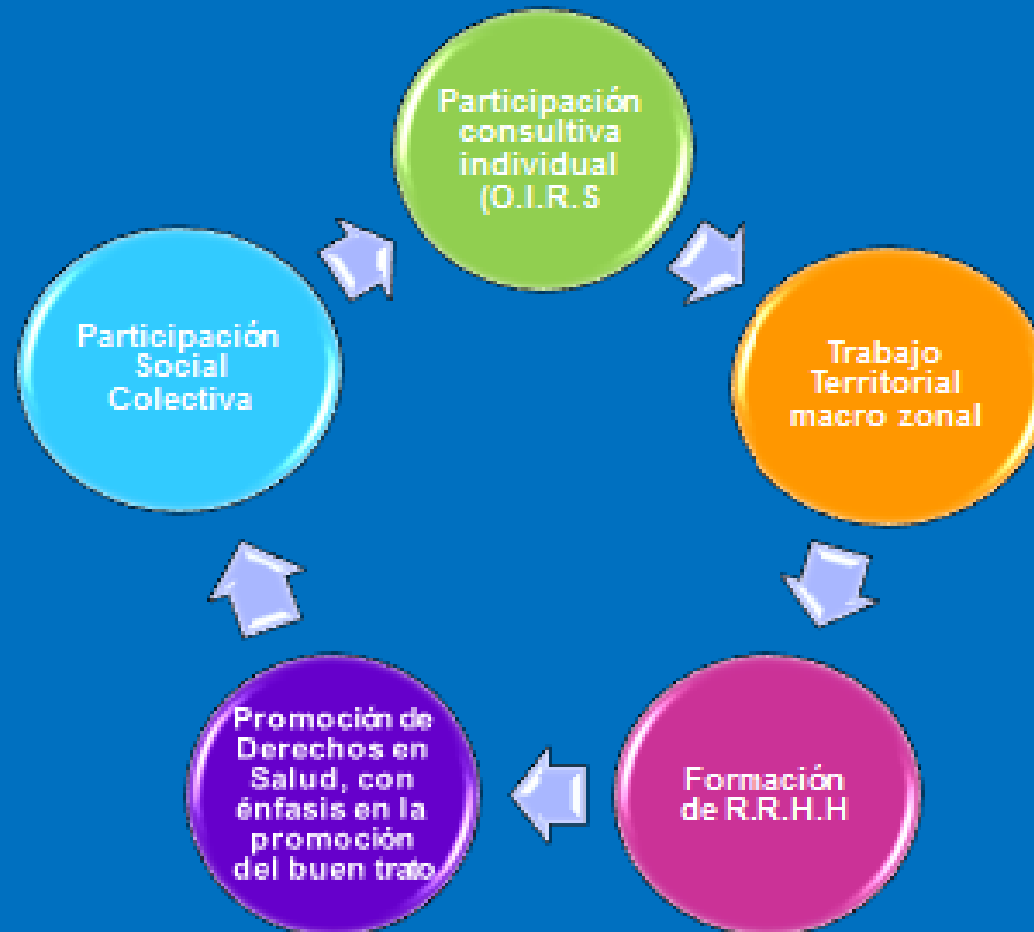 Participación
consultiva
individual
(O.I.R.S
Trabajo
Territorial
macro zonal
Formación
de R.R.H.H
Promoción de
Derechos en
Salud, con
énfasis en la
promoción
del buen trato
Participación
Social
Colectiva